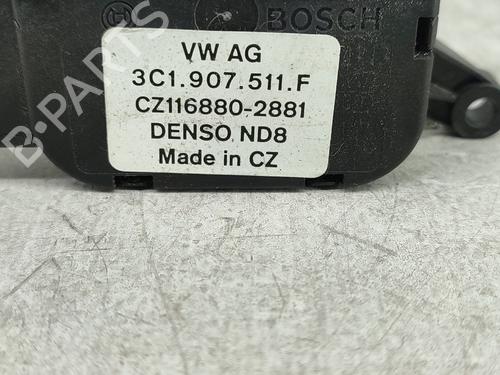 BOSCH
VW AG
3C1.907.511.F
CZ116880-2881
DENSO ND8
Made in CZ
B-PARTS